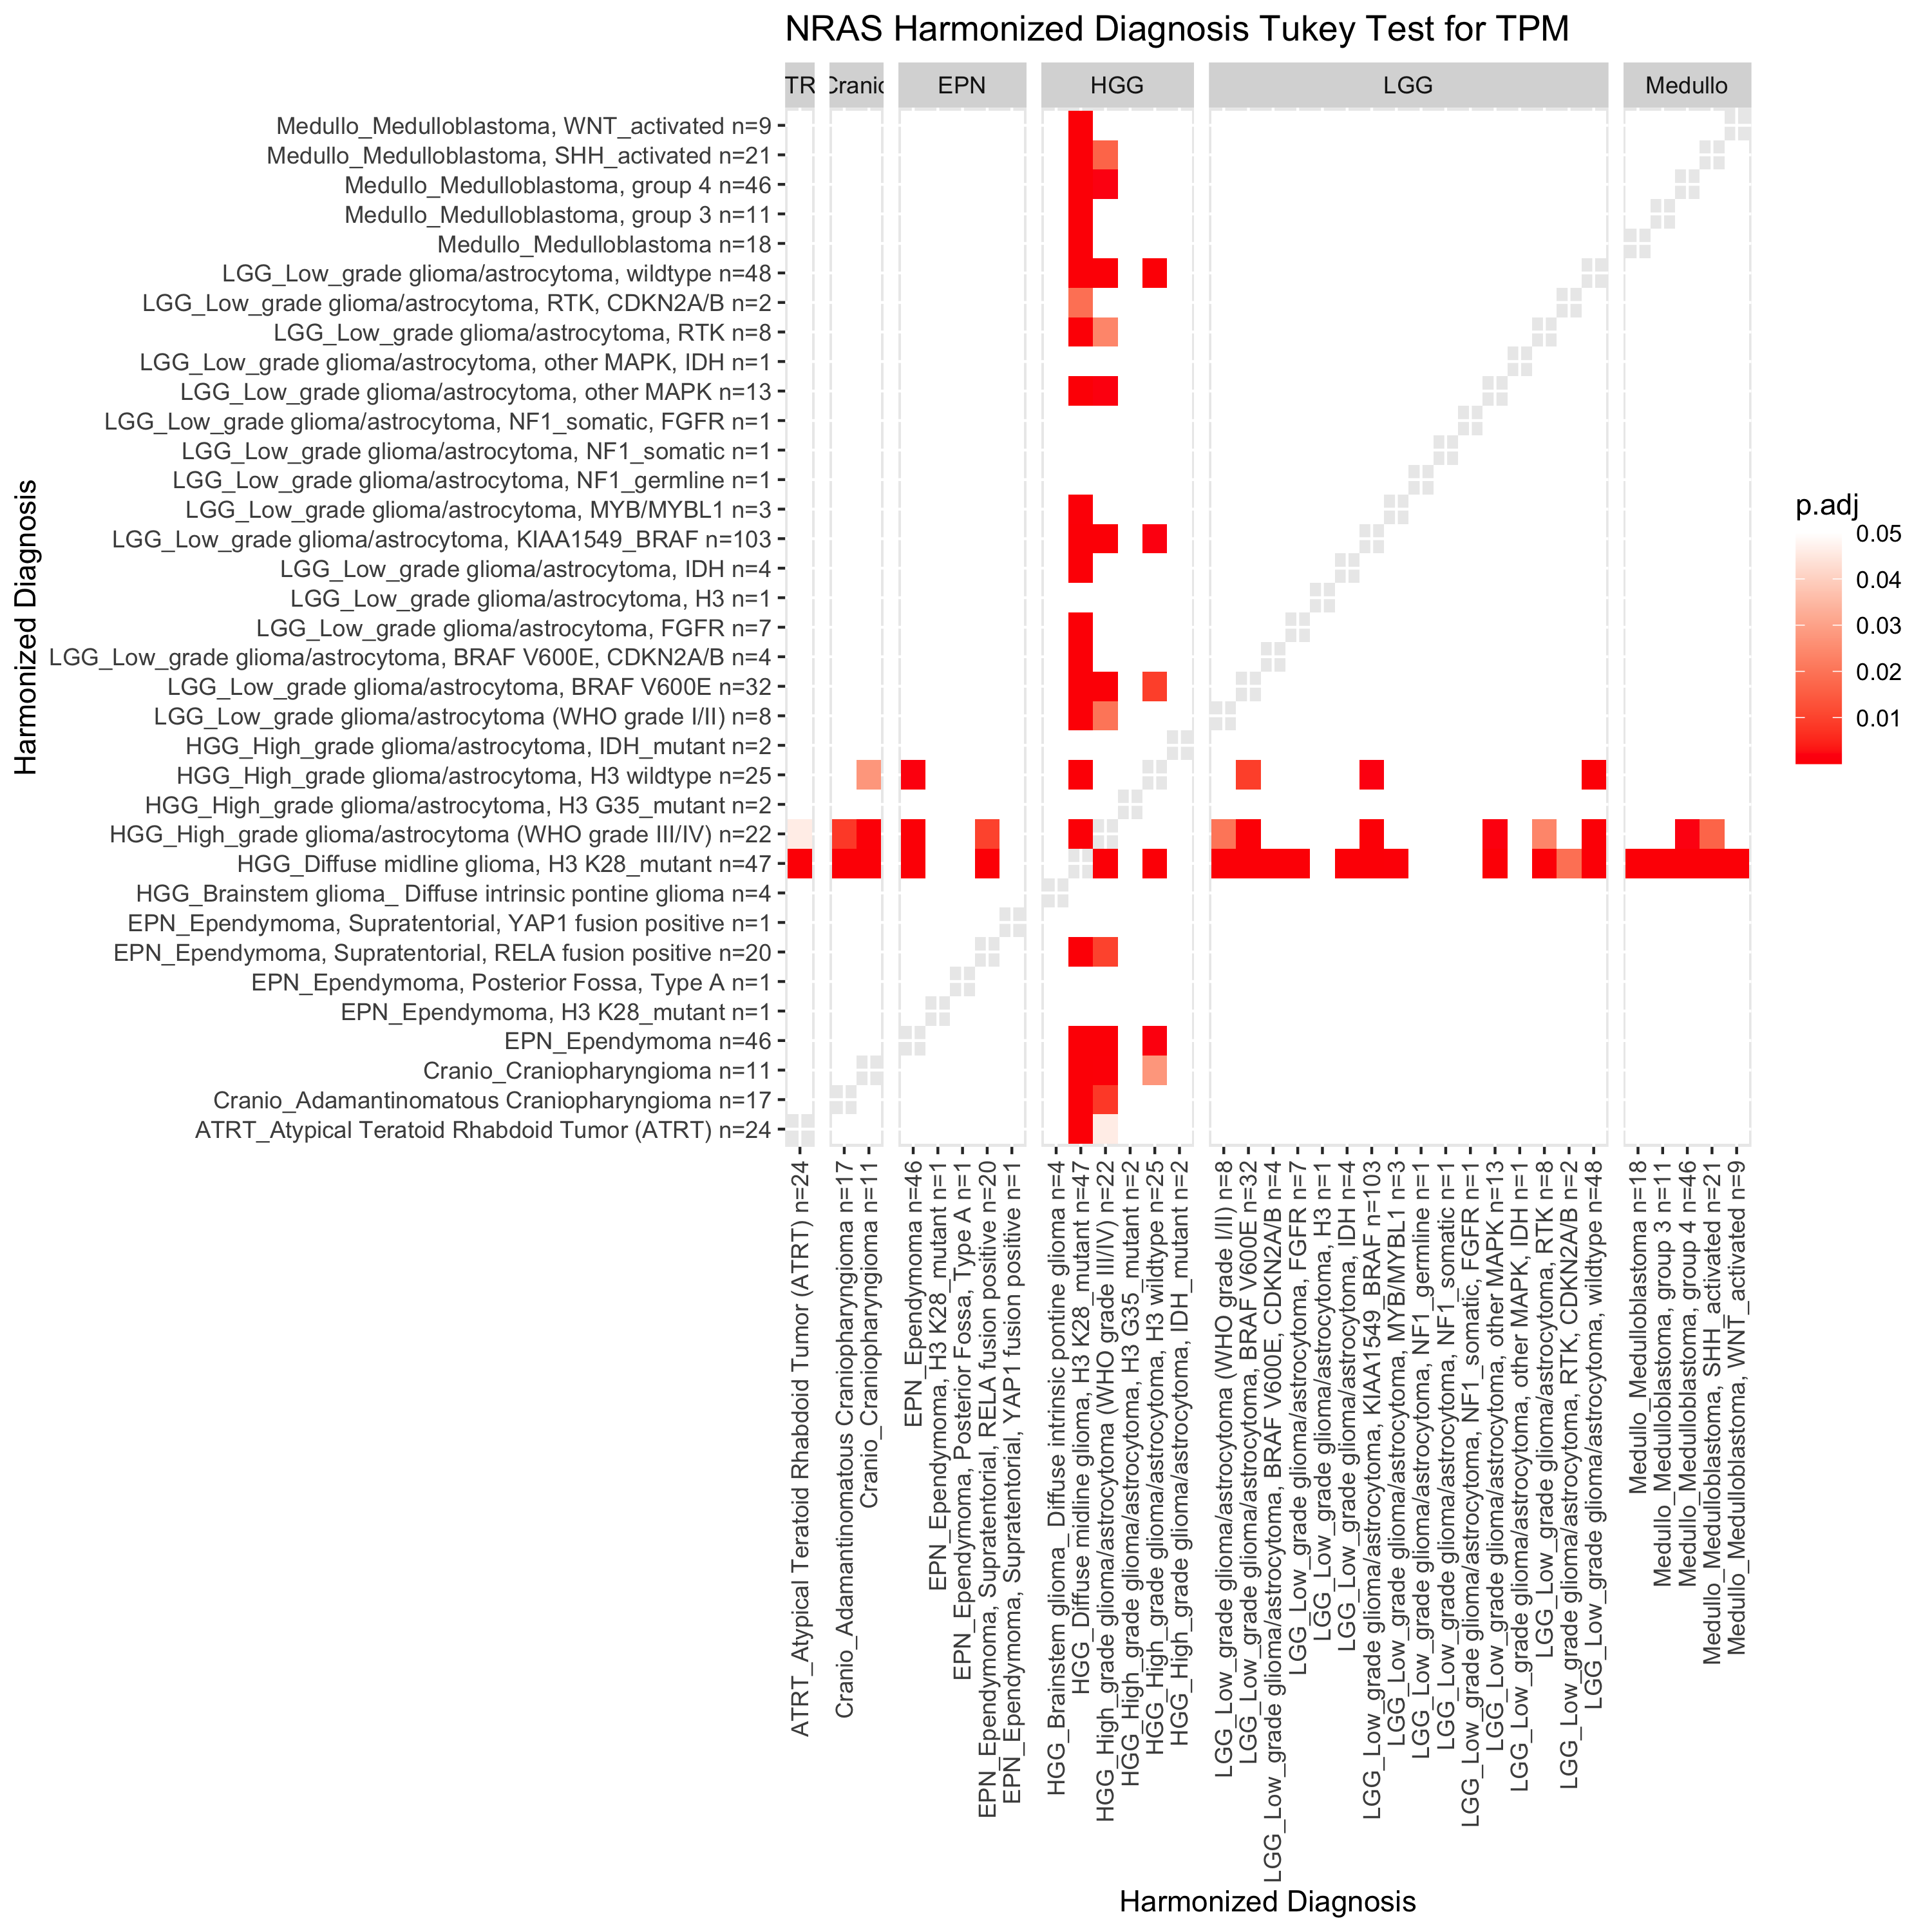 NRAS Harmonized Diagnosis Tukey Test for TPM
TR
Cranio
EPN
HGG
LGG
Medullo
Harmonized Diagnosis
Medullo_Medulloblastoma, WNT_activated n=9
Medullo_Medulloblastoma, SHH_activated n=21
Medullo_Medulloblastoma, group 4 n=46
Medullo_Medulloblastoma, group 3 n=11
Medullo_Medulloblastoma n=18
LGG_Low_grade glioma/astrocytoma, wildtype n=48
LGG_Low_grade glioma/astrocytoma, RTK, CDKN2A/B n=2
LGG_Low_grade glioma/astrocytoma, RTK n=8
LGG_Low_grade glioma/astrocytoma, other MAPK, IDH n=1
LGG_Low_grade glioma/astrocytoma, other MAPK n=13
LGG_Low_grade glioma/astrocytoma, NF1_somatic, FGFR n=1
LGG_Low_grade glioma/astrocytoma, NF1_somatic n=1
LGG_Low_grade glioma/astrocytoma, NF1_germline n=1
LGG_Low_grade glioma/astrocytoma, MYB/MYBL1 n=3
LGG_Low_grade glioma/astrocytoma, KIAA1549_BRAF n=103
LGG_Low_grade glioma/astrocytoma, IDH n=4
LGG_Low_grade glioma/astrocytoma, H3 n=1
LGG_Low_grade glioma/astrocytoma, FGFR n=7
LGG_Low_grade glioma/astrocytoma, BRAF V600E, CDKN2A/B n=4
LGG_Low_grade glioma/astrocytoma, BRAF V600E n=32
LGG_Low_grade glioma/astrocytoma (WHO grade I/II) n=8
HGG_High_grade glioma/astrocytoma, IDH_mutant n=2
HGG_High_grade glioma/astrocytoma, H3 wildtype n=25
HGG_High_grade glioma/astrocytoma, H3 G35_mutant n=2
HGG_High_grade glioma/astrocytoma (WHO grade III/IV) n=22
HGG_Diffuse midline glioma, H3 K28_mutant n=47
HGG_Brainstem glioma_ Diffuse intrinsic pontine glioma n=4
EPN_Ependymoma, Supratentorial, YAP1 fusion positive n=1
EPN_Ependymoma, Supratentorial, RELA fusion positive n=20
EPN_Ependymoma, Posterior Fossa, Type A n=1
EPN_Ependymoma, H3 K28_mutant n=1
EPN_Ependymoma n=46
Cranio_Craniopharyngioma n=11
Cranio_Adamantinomatous Craniopharyngioma n=17
ATRT_Atypical Teratoid Rhabdoid Tumor (ATRT) n=24
p.adj
0.05
0.04
0.03
0.02
0.01
ATRT_Atypical Teratoid Rhabdoid Tumor (ATRT) n=24
Cranio_Adamantinomatous Craniopharyngioma n=17
Cranio_Craniopharyngioma n=11
EPN_Ependymoma n=46
EPN_Ependymoma, H3 K28_mutant n=1
EPN_Ependymoma, Posterior Fossa, Type A n=1
EPN_Ependymoma, Supratentorial, RELA fusion positive n=20
EPN_Ependymoma, Supratentorial, YAP1 fusion positive n=1
HGG_Brainstem glioma_ Diffuse intrinsic pontine glioma n=4
HGG_Diffuse midline glioma, H3 K28_mutant n=47
HGG_High_grade glioma/astrocytoma (WHO grade III/IV) n=22
HGG_High_grade glioma/astrocytoma, H3 G35_mutant n=2
HGG_High_grade glioma/astrocytoma, H3 wildtype n=25
HGG_High_grade glioma/astrocytoma, IDH_mutant n=2
LGG_Low_grade glioma/astrocytoma (WHO grade I/II) n=8
LGG_Low_grade glioma/astrocytoma, BRAF V600E n=32
LGG_Low_grade glioma/astrocytoma, BRAF V600E, CDKN2A/B n=4
LGG_Low_grade glioma/astrocytoma, FGFR n=7
LGG_Low_grade glioma/astrocytoma, H3 n=1
LGG_Low_grade glioma/astrocytoma, IDH n=4
LGG_Low_grade glioma/astrocytoma, KIAA1549_BRAF n=103
LGG_Low_grade glioma/astrocytoma, MYB/MYBL1 n=3
LGG_Low_grade glioma/astrocytoma, NF1_germline n=1
LGG_Low_grade glioma/astrocytoma, NF1_somatic n=1
LGG_Low_grade glioma/astrocytoma, NF1_somatic, FGFR n=1
LGG_Low_grade glioma/astrocytoma, other MAPK n=13
LGG_Low_grade glioma/astrocytoma, other MAPK, IDH n=1
LGG_Low_grade glioma/astrocytoma, RTK n=8
LGG_Low_grade glioma/astrocytoma, RTK, CDKN2A/B n=2
LGG_Low_grade glioma/astrocytoma, wildtype n=48
Medullo_Medulloblastoma n=18
Medullo_Medulloblastoma, group 3 n=11
Medullo_Medulloblastoma, group 4 n=46
Medullo_Medulloblastoma, SHH_activated n=21
Medullo_Medulloblastoma, WNT_activated n=9
Harmonized Diagnosis